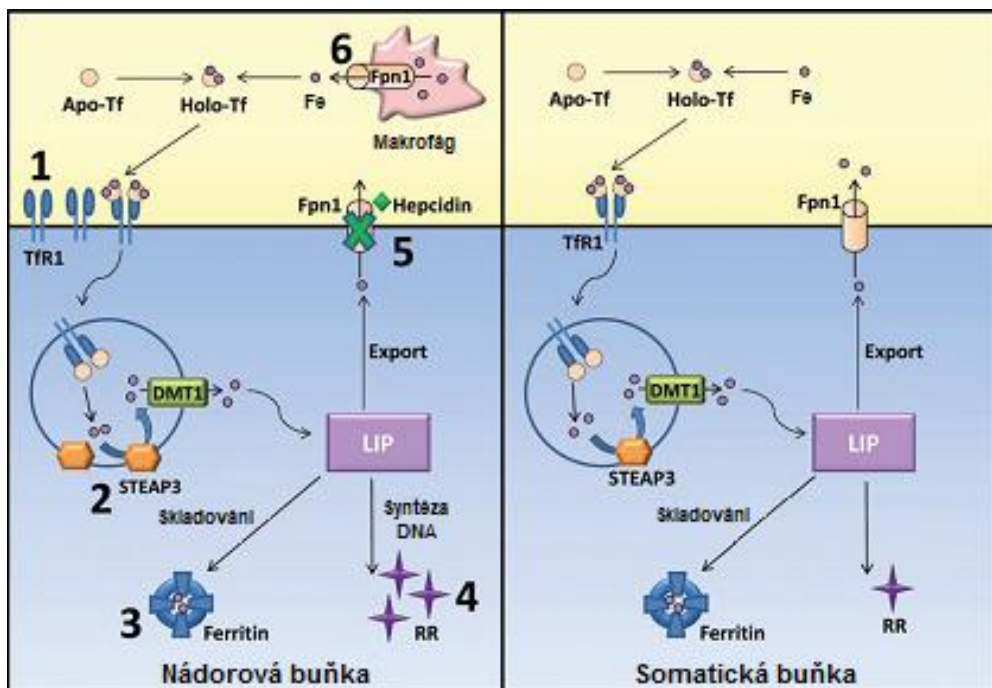 6
Fpn1
Apo-Tf
Holo-Tf
Fe
Makrofág
1
Fpn1
Hepcidin
TfR1
5
Export
DMT1
LIP
2
STEAP3
Skladování
Syntéza
DNA
3
Ferritin
4
RR
Nádorová buňka
Apo-Tf
Holo-Tf
Fe
Fpn1
TfR1
Export
DMT1
LIP
STEAP3
Skladování
Ferritin
RR
Somatická buňka